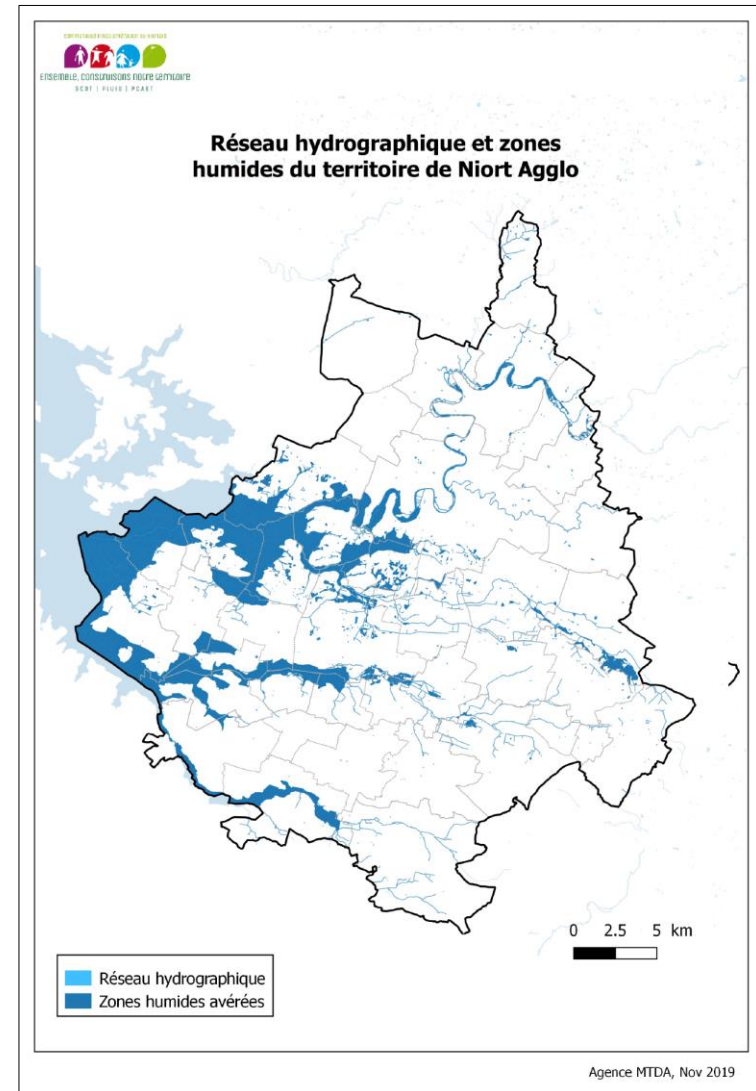 ENSEMBLE, CONSTRUISONS NOTRE TERRITOIRE
SCOT | PLUID | PCAET
Réseau hydrographique et zones
humides du territoire de Niort Agglo
0 2.5 5 km
Réseau hydrographique
Zones humides avérées
Agence MTDA, Nov 2019